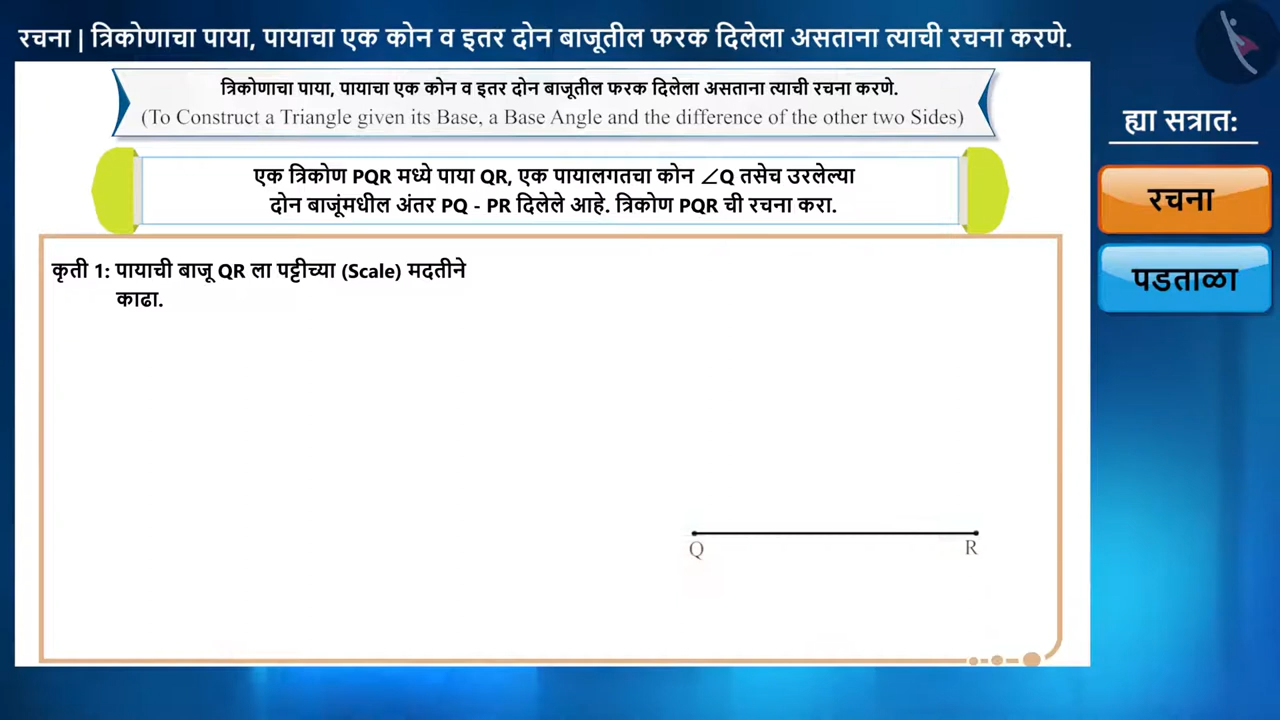 रचना | त्रिकोणाचा पाया, पायाचा एक कोन व इतर दोन बाजूतील फरक दिलेला असताना त्याची रचना करणे.
त्रिकोणाचा पाया, पायाचा एक कोन व इतर दोन बाजूतील फरक दिलेला असताना त्याची रचना करणे.
(To Construct a Triangle given its Base, a Base Angle and the difference of the other two Sides)
एक त्रिकोण PQR मध्ये पाया QR, एक पायालगतचा कोन ∠Q तसेच उरलेल्या
दोन बाजूंमधील अंतर PQ - PR दिलेले आहे. त्रिकोण PQR ची रचना करा.
कृती 1: पायाची बाजू QR ला पट्टीच्या (Scale) मदतीने
काढा.
Q R
ह्या सत्रात:
रचना
पडताळा